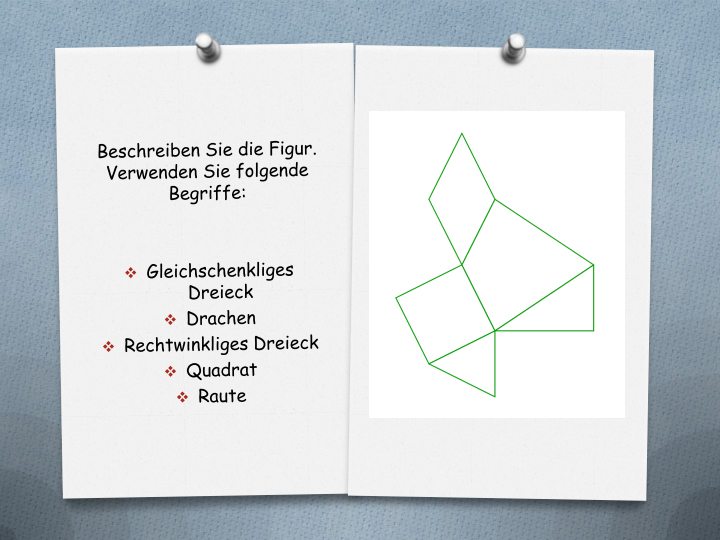 Beschreiben Sie die Figur.
Verwenden Sie folgende
Begriffe:
❖ Gleichschenkliges
Dreieck
❖ Drachen
❖ Rechtwinkliges Dreieck
❖ Quadrat
❖ Raute